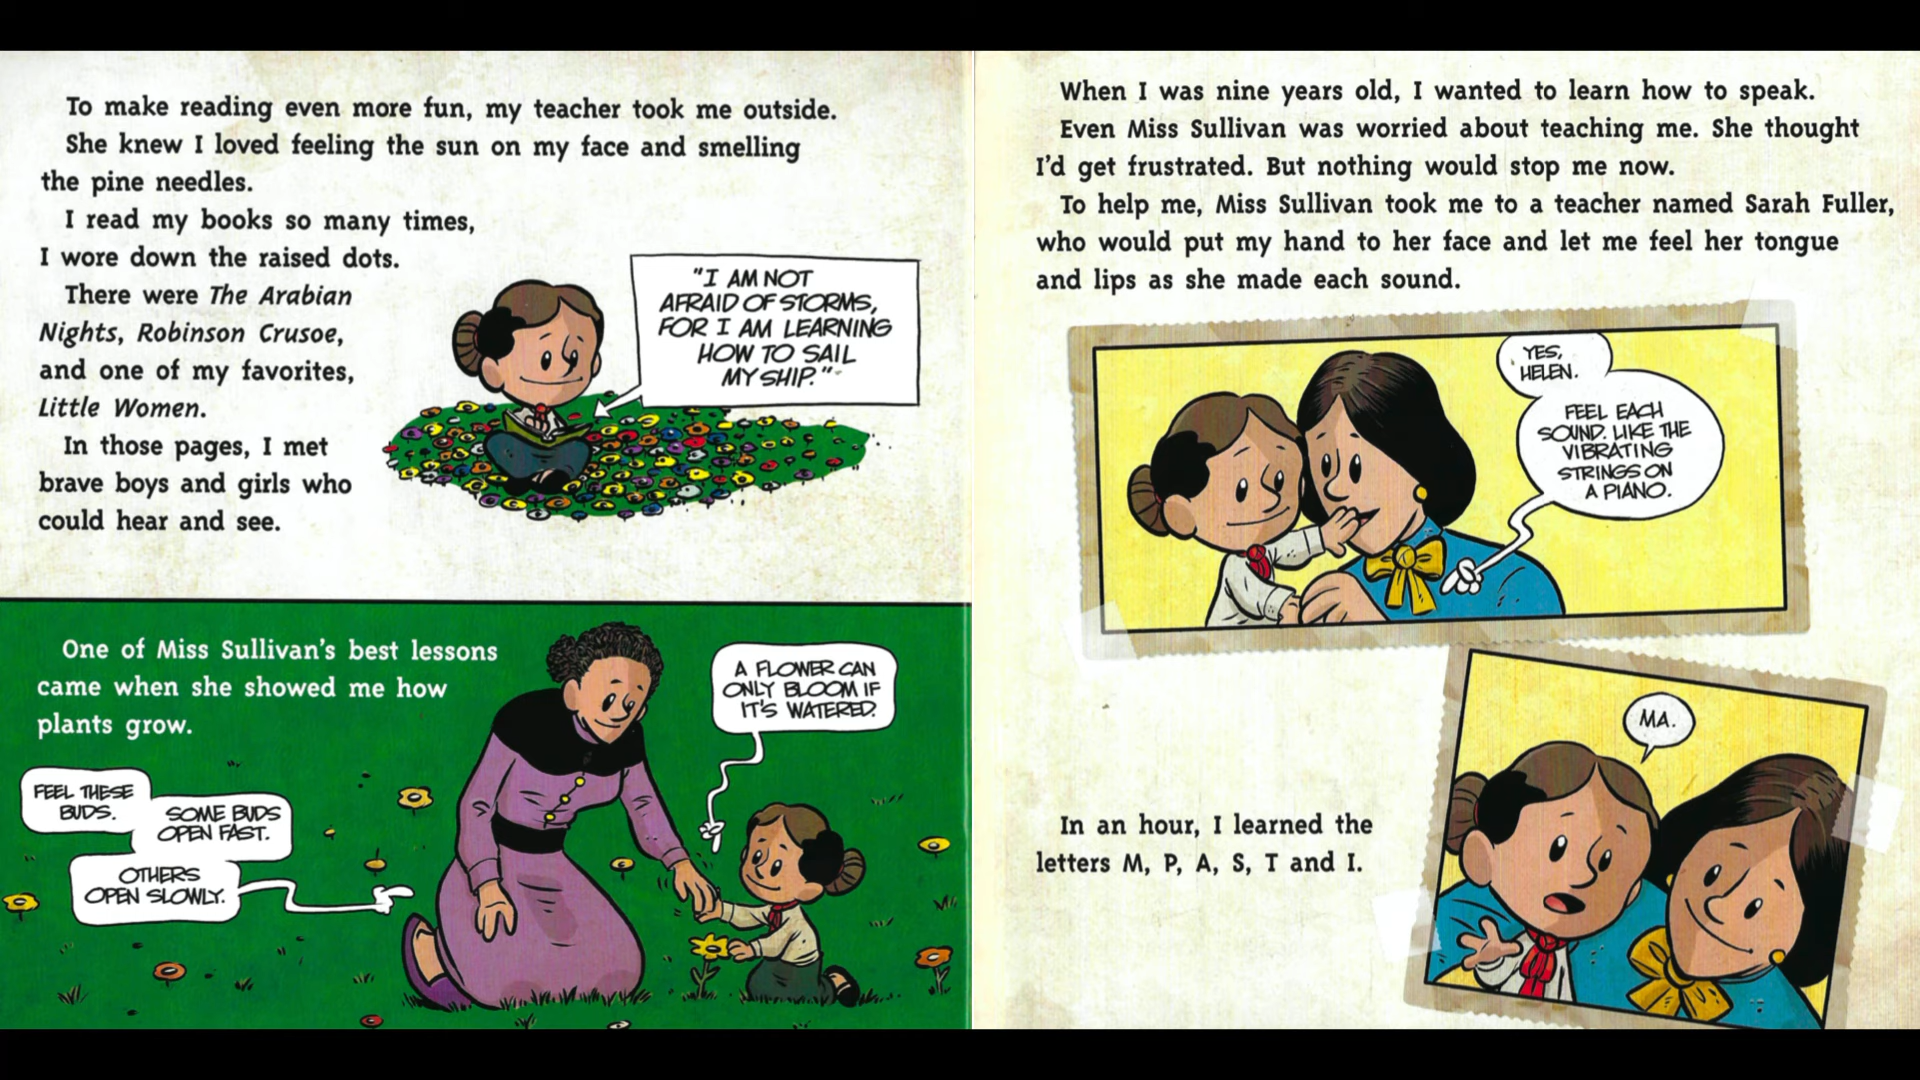 To make reading even more fun, my teacher took me outside.
She knew I loved feeling the sun on my face and smelling
the pine needles.
I read my books so many times,
I wore down the raised dots.
There were The Arabian
Nights, Robinson Crusoe,
and one of my favorites,
Little Women.
In those pages, I met
brave boys and girls who
could hear and see.
"I AM NOT
AFRAID OF STORMS,
FOR I AM LEARNING
HOW TO SAIL
MY SHIP."
One of Miss Sullivan's best lessons
came when she showed me how
plants grow.
FEEL THESE
BUDS.
SOME BUDS
OPEN FAST.
OTHERS
OPEN SLOWLY.
A FLOWER CAN
ONLY BLOOM IF
IT'S WATERED.
When I was nine years old, I wanted to learn how to speak.
Even Miss Sullivan was worried about teaching me. She thought
I'd get frustrated. But nothing would stop me now.
To help me, Miss Sullivan took me to a teacher named Sarah Fuller,
who would put my hand to her face and let me feel her tongue
and lips as she made each sound.
YES,
HELEN.
FEEL EACH
SOUND. LIKE THE
VIBRATING
STRINGS ON
A PIANO.
MA.
In an hour, I learned the
letters M, P, A, S, T and I.